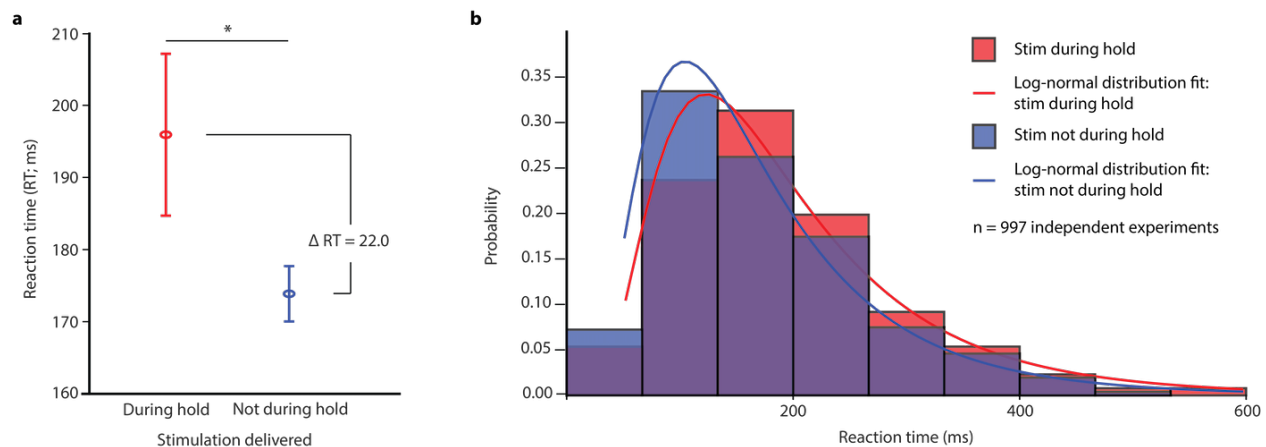 a
210
200
190
180
170
160
Reaction time (RT; ms)
*
Δ RT = 22.0
During hold
Not during hold
Stimulation delivered
b
0.35
0.30
0.25
0.20
0.15
0.10
0.05
0.00
Probability
200
400
600
Reaction time (ms)
Stim during hold
Log-normal distribution fit:
stim during hold
Stim not during hold
Log-normal distribution fit:
stim not during hold
n = 997 independent experiments